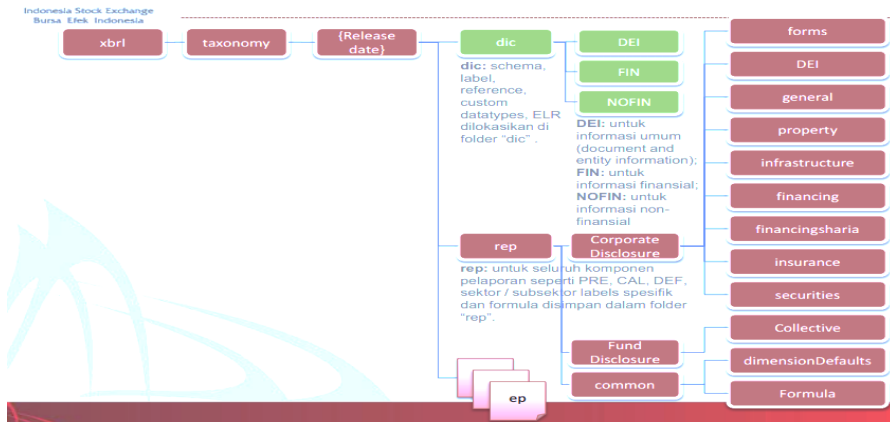 Indonesia Stock Exchange
Bursa Efek Indonesia
xbrl
taxonomy
{Release
date}
dic
DEI
FIN
NOFIN
dic: schema,
label,
reference,
custom
datatypes, ELR
dilokasikan di
folder "dic" .
DEI: untuk
informasi umum
(document and
entity information);
FIN: untuk
informasi finansial;
NOFIN: untuk
informasi non-
finansial
rep
Corporate
Disclosure
rep: untuk seluruh komponen
pelaporan seperti PRE, CAL, DEF,
sektor / subsektor labels spesifik
dan formula disimpan dalam folder
"rep".
Fund
Disclosure
common
ep
forms
DEI
general
property
infrastructure
financing
financingsharia
insurance
securities
Collective
dimensionDefaults
Formula